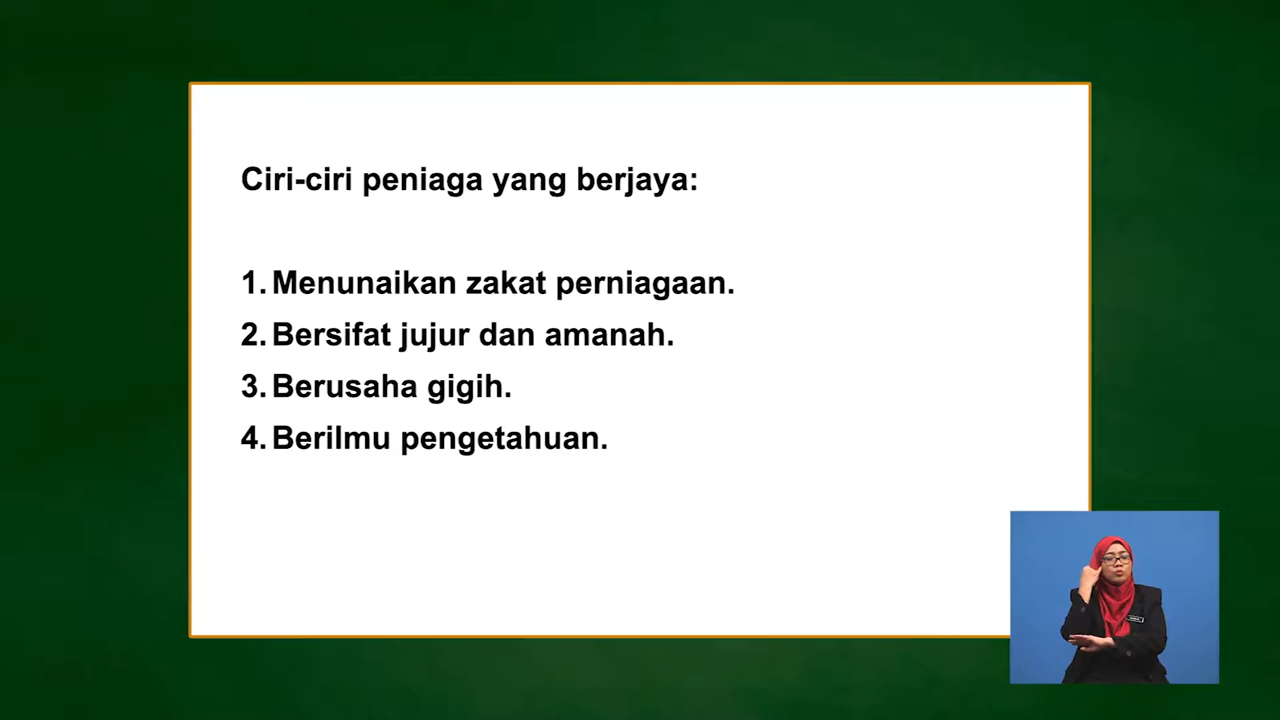 Ciri-ciri peniaga yang berjaya:
1. Menunaikan zakat perniagaan.
2. Bersifat jujur dan amanah.
3. Berusaha gigih.
4. Berilmu pengetahuan.